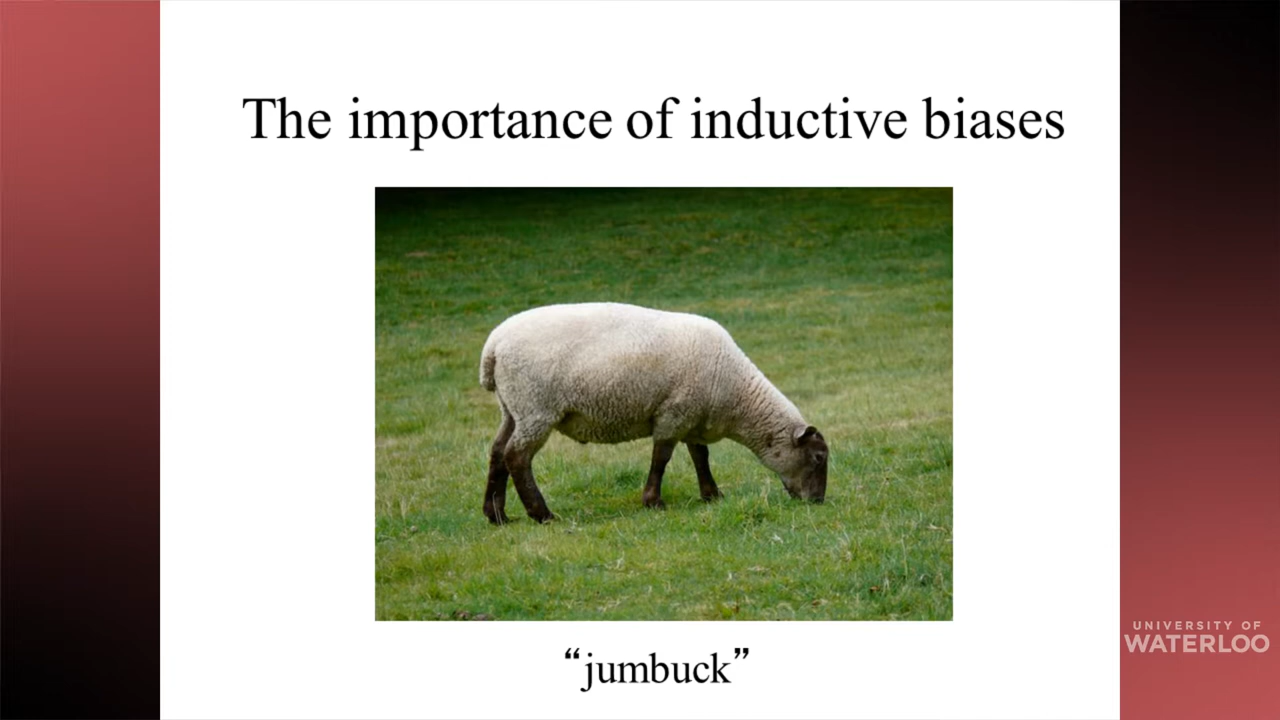 The importance of inductive biases
“jumbuck”
UNIVERSITY OF
WATERLOO